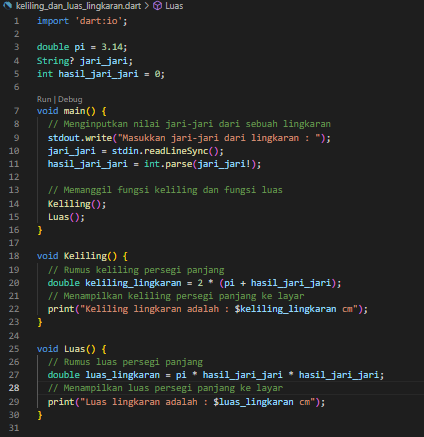 keliling_dan_luas_lingkaran.dart > Luas
1 import 'dart:io';
2
3 double pi = 3.14;
4 String? jari_jari;
5 int hasil_jari_jari = 0;
6
Run | Debug
7 void main() {
8 // Menginputkan nilai jari-jari dari sebuah lingkaran
9 stdout.write("Masukkan jari-jari dari lingkaran : ");
10 jari_jari = stdin.readLineSync();
11 hasil_jari_jari = int.parse(jari_jari!);
12
13 // Memanggil fungsi keliling dan fungsi luas
14 Keliling();
15 Luas();
16 }
17
18 void Keliling() {
19 // Rumus keliling persegi panjang
20 double keliling_lingkaran = 2 * (pi + hasil_jari_jari);
21 // Menampilkan keliling persegi panjang ke layar
22 print("Keliling lingkaran adalah : $keliling_lingkaran cm");
23 }
24
25 void Luas() {
26 // Rumus luas persegi panjang
27 double luas_lingkaran = pi * hasil_jari_jari * hasil_jari_jari;
28 // Menampilkan luas persegi panjang ke layar
29 print("Luas lingkaran adalah : $luas_lingkaran cm");
30 }
31